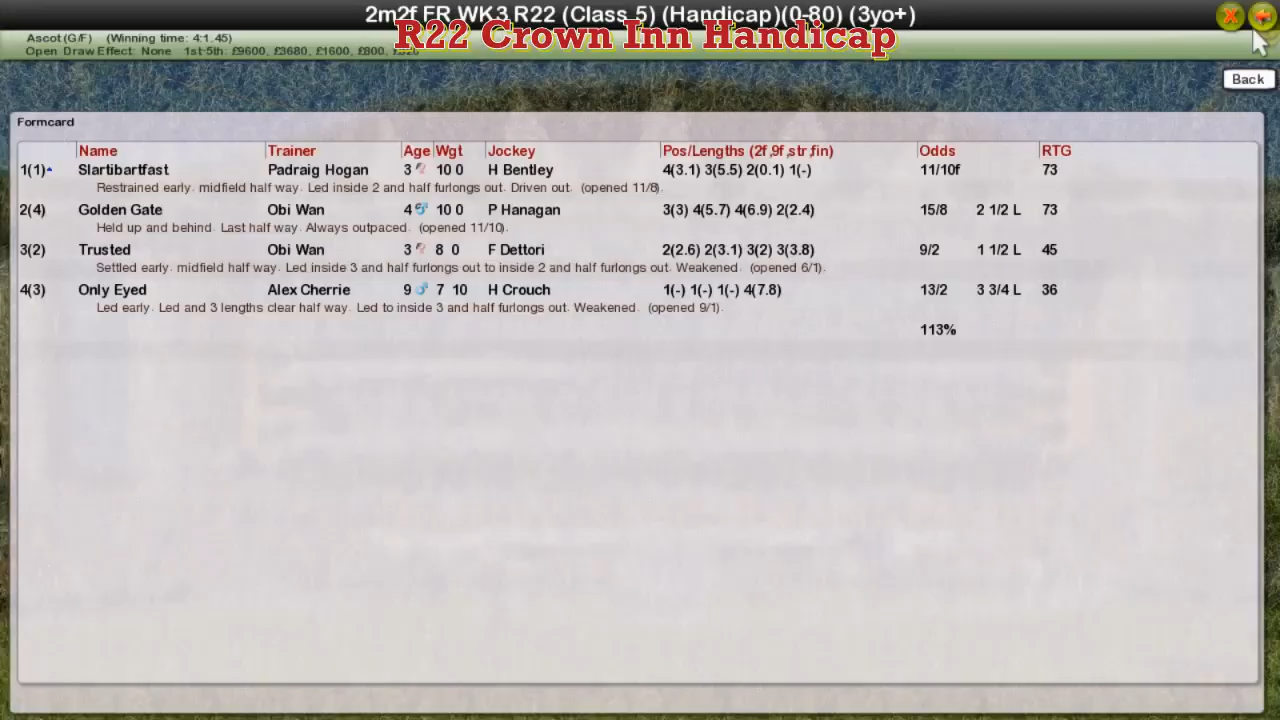 2m2f FR WK3 R22 (Class 5) (Handicap)(0-80) (3yo+)
R22 Crown Inn Handicap
Ascot (G/F) (Winning time: 4:1.45)
Open Draw Effect: None 1st-5th: £9600, £3680, £1600, £800,
Back
Formcard
Name Trainer Age Wgt Jockey Pos/Lengths (2f,9f,str,fin) Odds RTG
1(1) Slartibartfast Padraig Hogan 3 10 0 H Bentley 4(3.1) 3(5.5) 2(0.1) 1(-) 11/10f 73
Restrained early. midfield half way. Led inside 2 and half furlongs out. Driven out. (opened 11/8).
2(4) Golden Gate Obi Wan 4 10 0 P Hanagan 3(3) 4(5.7) 4(6.9) 2(2.4) 15/8 2 1/2 L 73
Held up and behind. Last half way. Always outpaced. (opened 11/10).
3(2) Trusted Obi Wan 3 8 0 F Dettori 2(2.6) 2(3.1) 3(2) 3(3.8) 9/2 1 1/2 L 45
Settled early. midfield half way. Led inside 3 and half furlongs out to inside 2 and half furlongs out. Weakened. (opened 6/1).
4(3) Only Eyed Alex Cherrie 9 7 10 H Crouch 1(-) 1(-) 1(-) 4(7.8) 13/2 3 3/4 L 36
Led early. Led and 3 lengths clear half way. Led to inside 3 and half furlongs out. Weakened. (opened 9/1).
113%